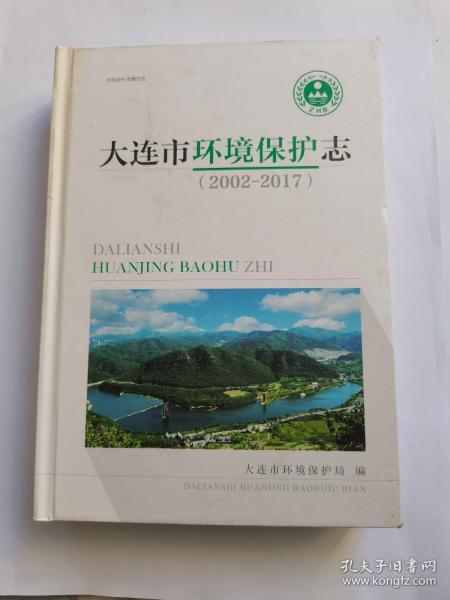 ZHB
大连市环境保护志
(2002-2017)
DALIANSHI
HUANJING BAOHU ZHI
大连市环境保护局 编
DALIANSHI HUANJING BAOHUJU BIAN
孔夫子旧书网
www.kongfz.com